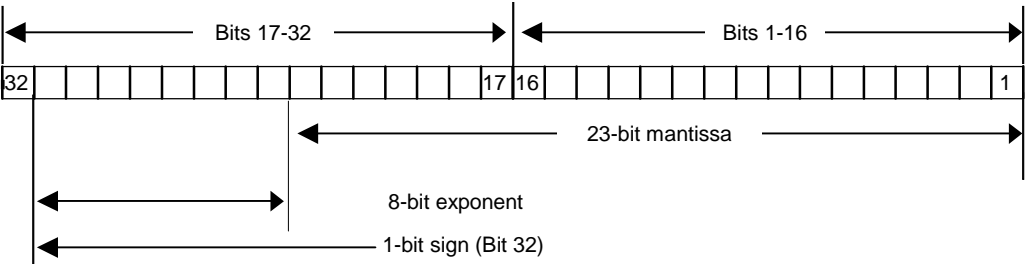 Bits 17-32 Bits 1-16
32 17 16 1
23-bit mantissa
8-bit exponent
1-bit sign (Bit 32)